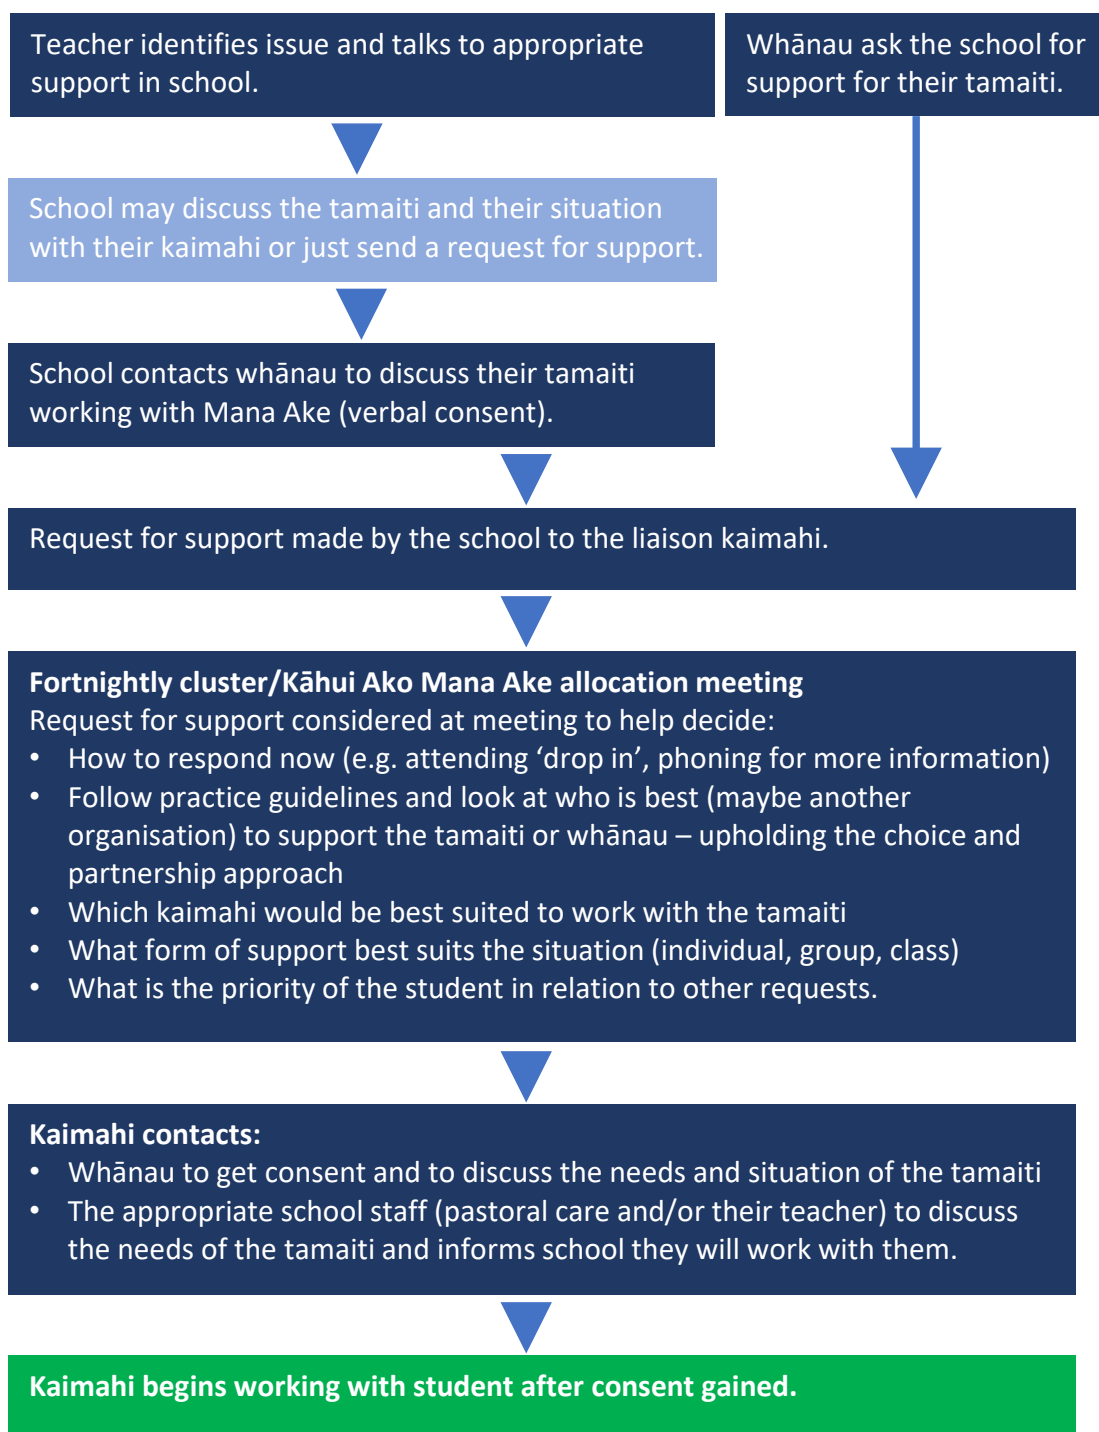 Teacher identifies issue and talks to appropriate
support in school.
Whānau ask the school for
support for their tamaiti.
School may discuss the tamaiti and their situation
with their kaimahi or just send a request for support.
School contacts whānau to discuss their tamaiti
working with Mana Ake (verbal consent).
Request for support made by the school to the liaison kaimahi.
Fortnightly cluster/Kāhui Ako Mana Ake allocation meeting
Request for support considered at meeting to help decide:
• How to respond now (e.g. attending ‘drop in’, phoning for more information)
• Follow practice guidelines and look at who is best (maybe another
organisation) to support the tamaiti or whānau – upholding the choice and
partnership approach
• Which kaimahi would be best suited to work with the tamaiti
• What form of support best suits the situation (individual, group, class)
• What is the priority of the student in relation to other requests.
Kaimahi contacts:
• Whānau to get consent and to discuss the needs and situation of the tamaiti
• The appropriate school staff (pastoral care and/or their teacher) to discuss
the needs of the tamaiti and informs school they will work with them.
Kaimahi begins working with student after consent gained.